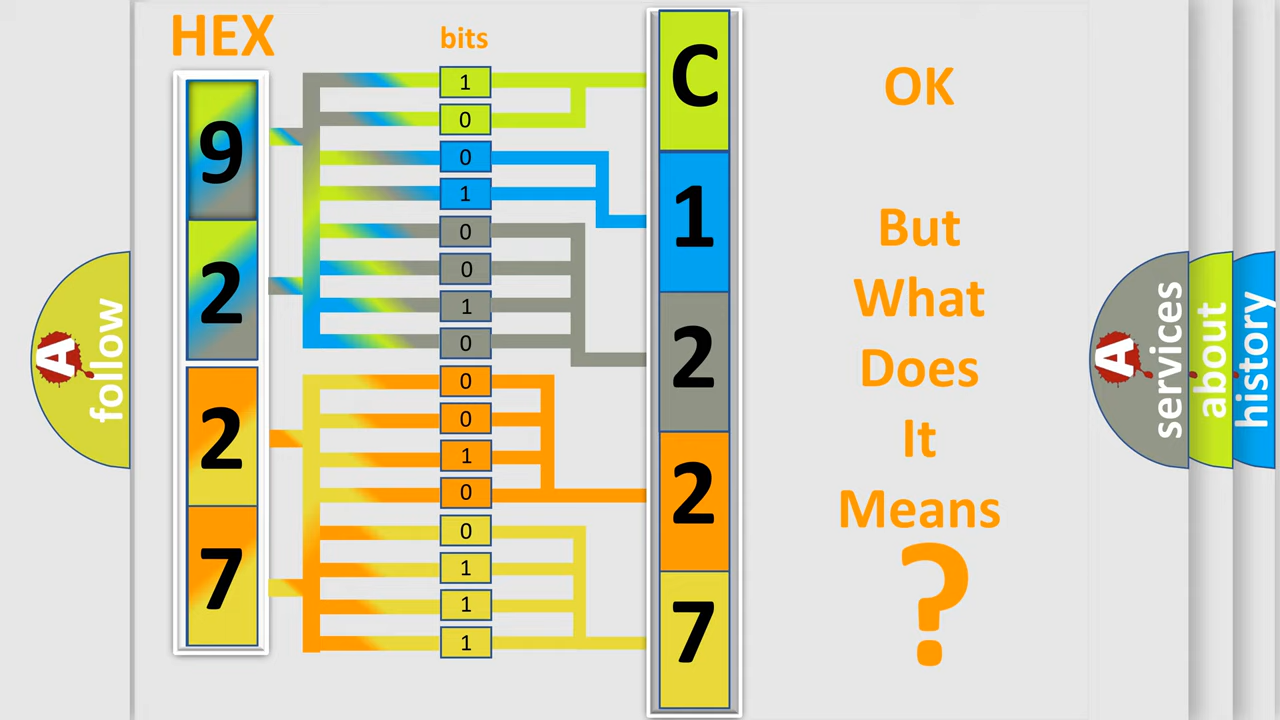 HEX
bits
9
2
2
7
1
0
0
1
0
0
1
0
0
0
1
0
0
1
1
1
C
1
2
2
7
OK
But
What
Does
It
Means
?
A
follow
A
services
about
history